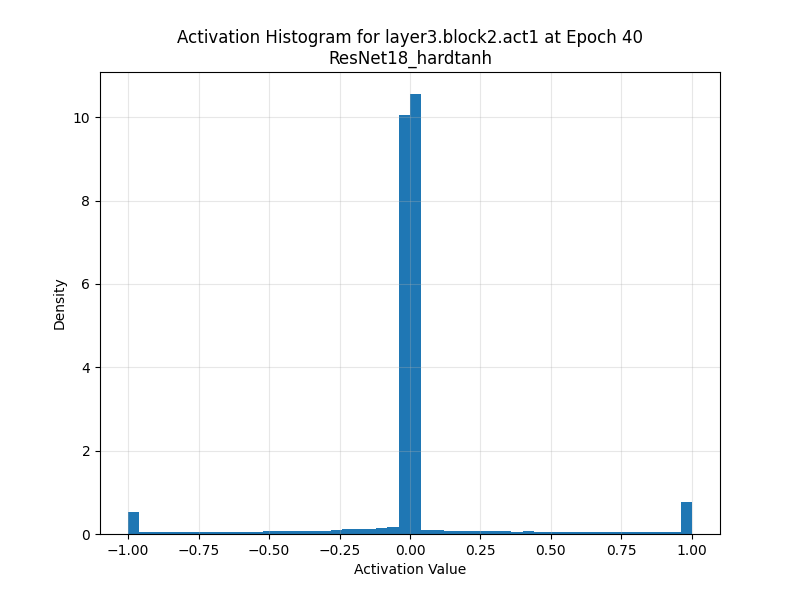 Activation Histogram for layer3.block2.act1 at Epoch 40
ResNet18_hardtanh
10
8
6
4
2
0
Density
−1.00 −0.75 −0.50 −0.25 0.00 0.25 0.50 0.75 1.00
Activation Value